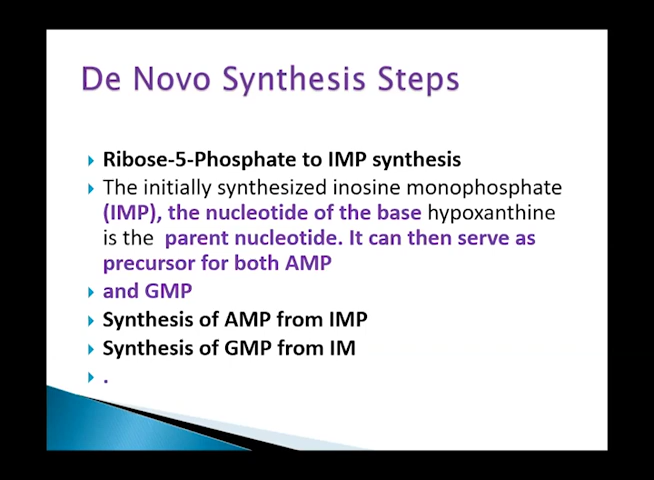 De Novo Synthesis Steps
Ribose-5-Phosphate to IMP synthesis
The initially synthesized inosine monophosphate
(IMP), the nucleotide of the base hypoxanthine
is the parent nucleotide. It can then serve as
precursor for both AMP
and GMP
Synthesis of AMP from IMP
Synthesis of GMP from IM
.